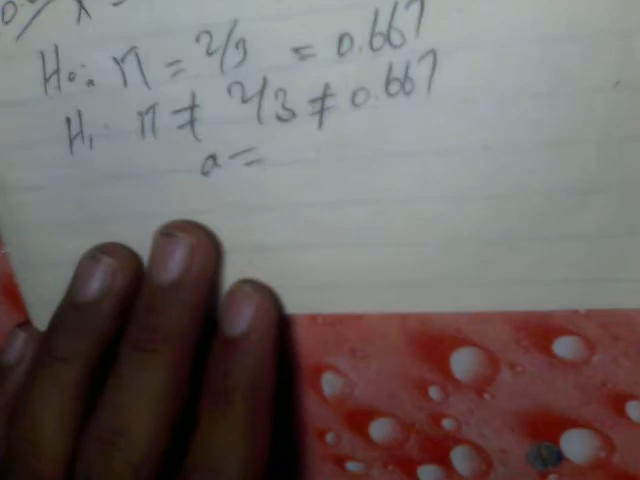 H₀: π = 2/3 = 0.667
H₁ π ≠ 2/3 ≠ 0.667
a =